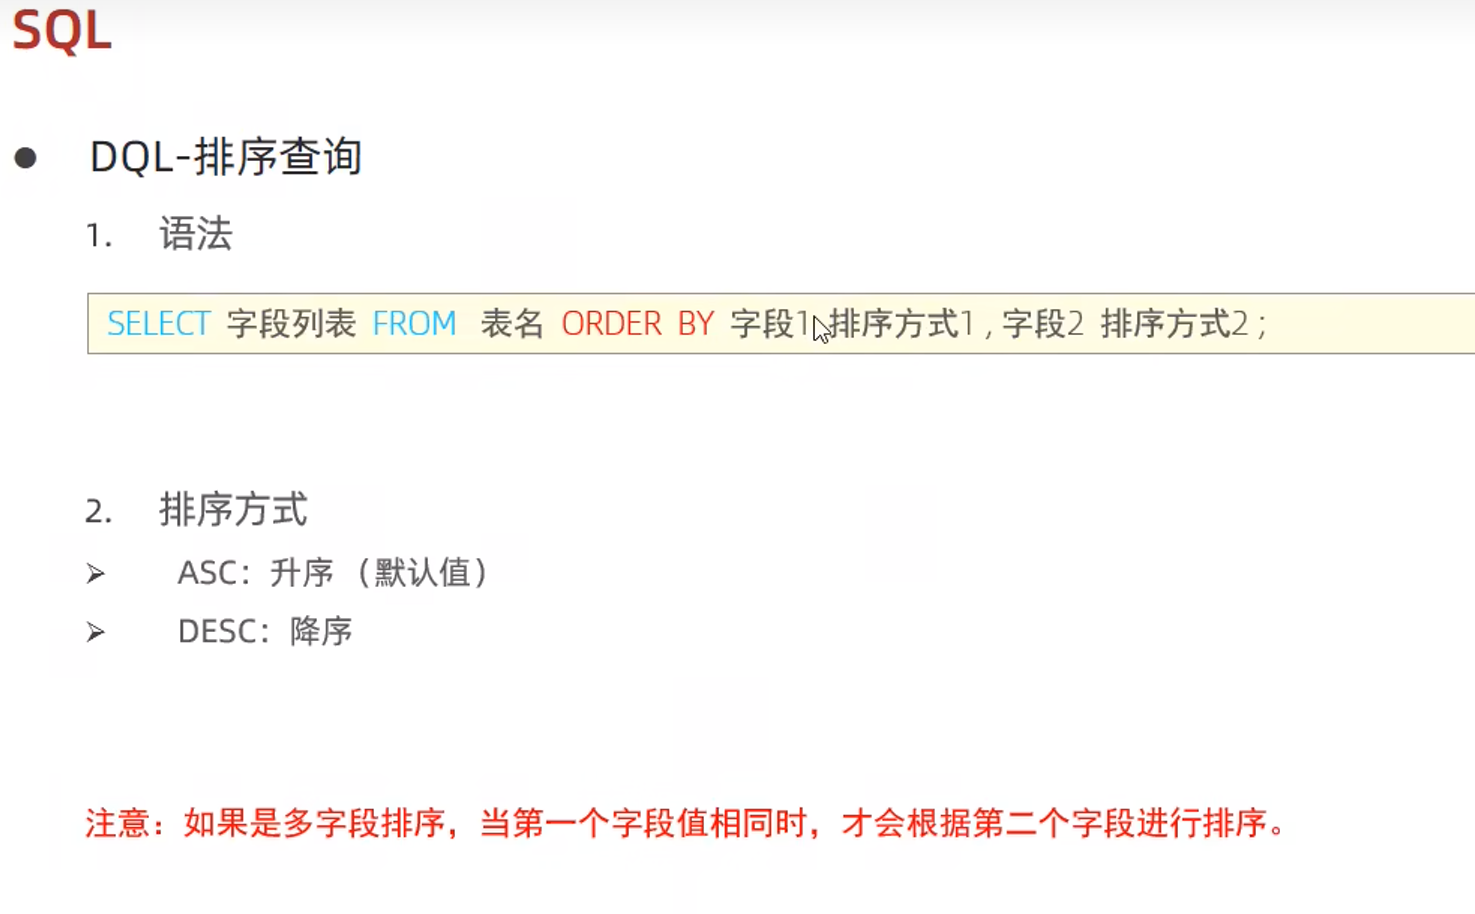 SQL
● DQL-排序查询
1. 语法
SELECT 字段列表 FROM 表名 ORDER BY 字段1 排序方式1 , 字段2 排序方式2 ;
2. 排序方式
➢ ASC：升序（默认值）
➢ DESC：降序
注意：如果是多字段排序，当第一个字段值相同时，才会根据第二个字段进行排序。